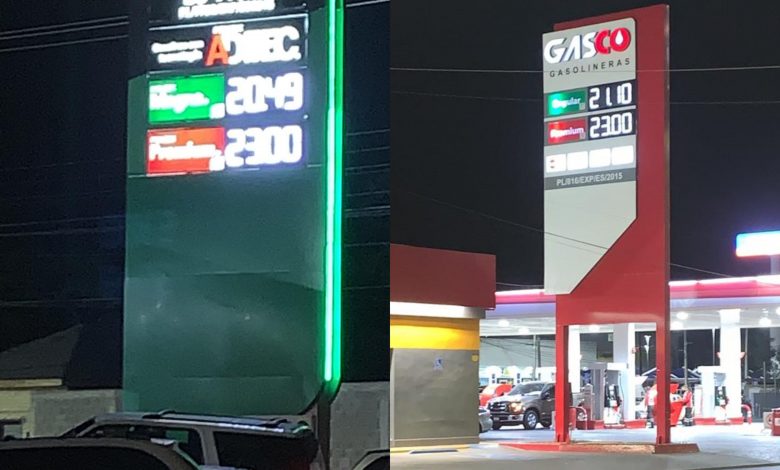 ADBEC.
Magna
20.49
Premium
23.00
GASCO
GASOLINERAS
Regular
21.10
Premium
23.00
PL/816/EXP/ES/2015